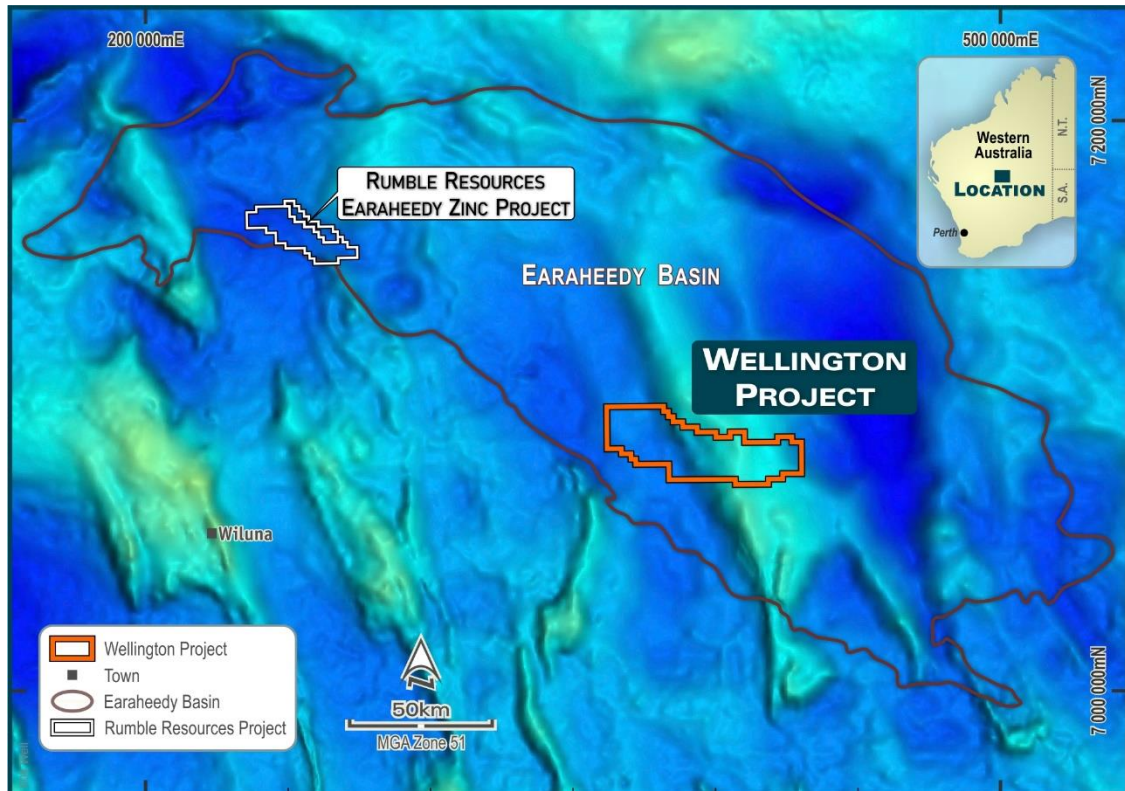 200 000mE
500 000mE
7 200 000mN
Western
Australia
N.T.
S.A.
LOCATION
Perth
RUMBLE RESOURCES
EARAHEEDY ZINC PROJECT
EARAHEEDY BASIN
WELLINGTON
PROJECT
Wiluna
Wellington Project
Town
Earaheedy Basin
Rumble Resources Project
50km
MGA Zone 51
7 000 000mN